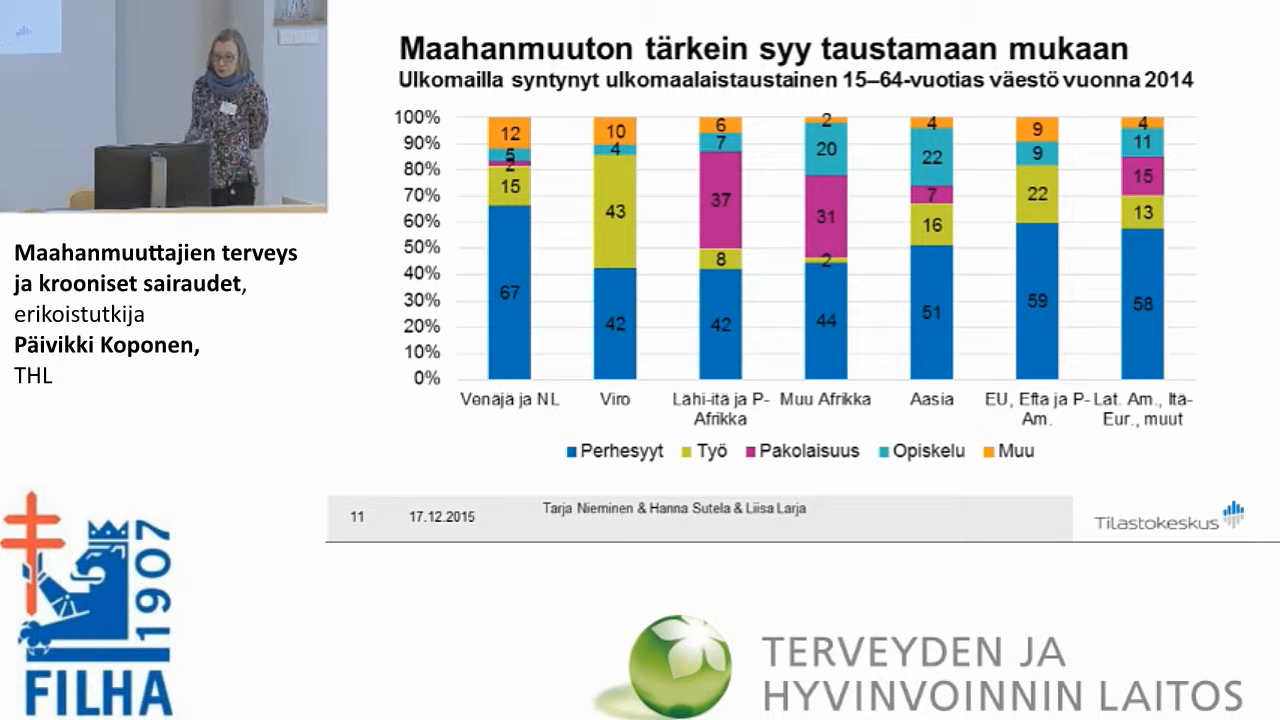 Maahanmuuton tärkein syy taustamaan mukaan
Ulkomailla syntynyt ulkomaalaistaustainen 15–64-vuotias väestö vuonna 2014
100%
90%
80%
70%
60%
50%
40%
30%
20%
10%
0%
12 5 2 15 67
10 4 43 42
6 7 37 8 42
2 20 31 2 44
4 22 7 16 51
9 9 22 59
4 11 15 13 58
Venäjä ja NL
Viro
Lähi-itä ja P-
Afrikka
Muu Afrikka
Aasia
EU, Efta ja P-
Am.
Lat. Am., Itä-
Eur., muut
Perhesyyt Työ Pakolaisuus Opiskelu Muu
11 17.12.2015 Tarja Nieminen & Hanna Sutela & Liisa Larja
Tilastokeskus
Maahanmuuttajien terveys
ja krooniset sairaudet,
erikoistutkija
Päivikki Koponen,
THL
1907
FILHA
TERVEYDEN JA
HYVINVOINNIN LAITOS